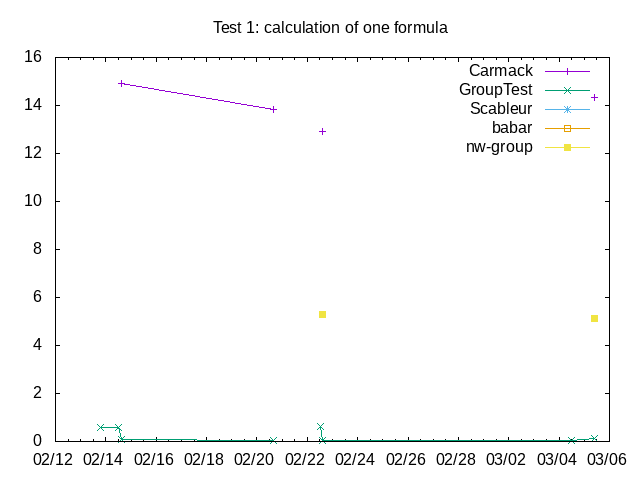 Test 1: calculation of one formula
16
14
12
10
8
6
4
2
0
Carmack
GroupTest
Scableur
babar
nw-group
02/12 02/14 02/16 02/18 02/20 02/22 02/24 02/26 02/28 03/02 03/04 03/06